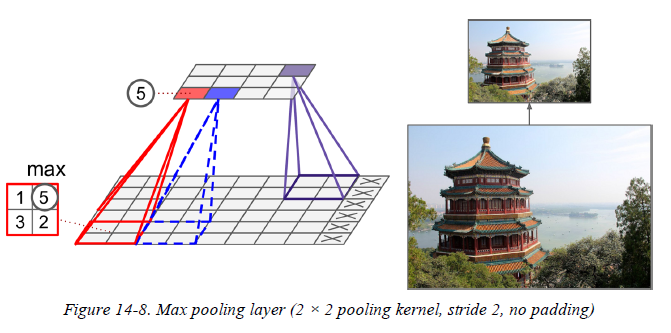 5
max
1 5
3 2
Figure 14-8. Max pooling layer (2 × 2 pooling kernel, stride 2, no padding)